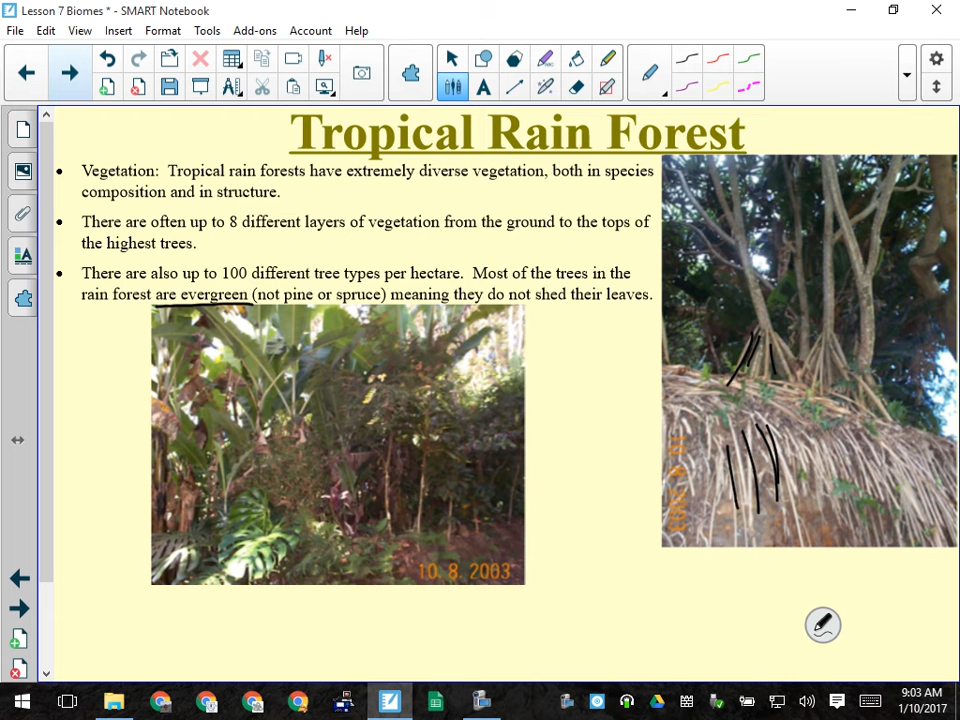 Lesson 7 Biomes * - SMART Notebook
File Edit View Insert Format Tools Add-ons Account Help
Tropical Rain Forest
• Vegetation: Tropical rain forests have extremely diverse vegetation, both in species
composition and in structure.
• There are often up to 8 different layers of vegetation from the ground to the tops of
the highest trees.
• There are also up to 100 different tree types per hectare. Most of the trees in the
rain forest are evergreen (not pine or spruce) meaning they do not shed their leaves.
10. 8. 2003
10. 8. 2003
9:03 AM
1/10/2017